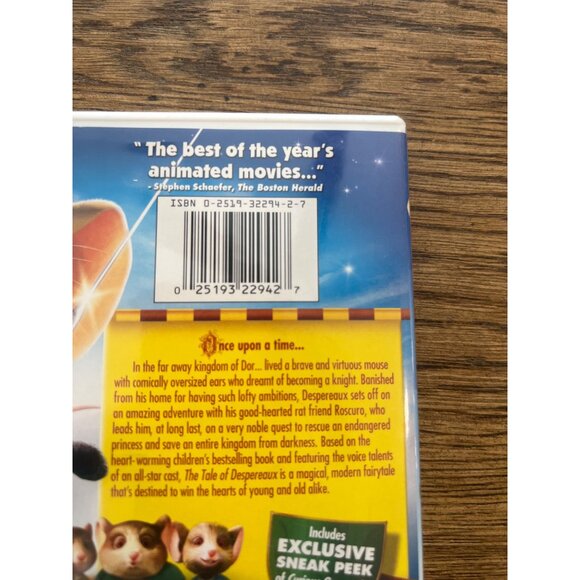 "The best of the year's
animated movies..."
- Stephen Schaefer, The Boston Herald
ISBN 0-2519-32294-2-7
0 25193 22942 7
Once upon a time...
In the far away kingdom of Dor... lived a brave and virtuous mouse
with comically oversized ears who dreamt of becoming a knight. Banished
from his home for having such lofty ambitions, Despereaux sets off on
an amazing adventure with his good-hearted rat friend Roscuro, who
leads him, at long last, on a very noble quest to rescue an endangered
princess and save an entire kingdom from darkness. Based on the
heart-warming children's bestselling book and featuring the voice talents
of an all-star cast, The Tale of Despereaux is a magical, modern fairytale
that's destined to win the hearts of young and old alike.
Includes
EXCLUSIVE
SNEAK PEEK
of Curious